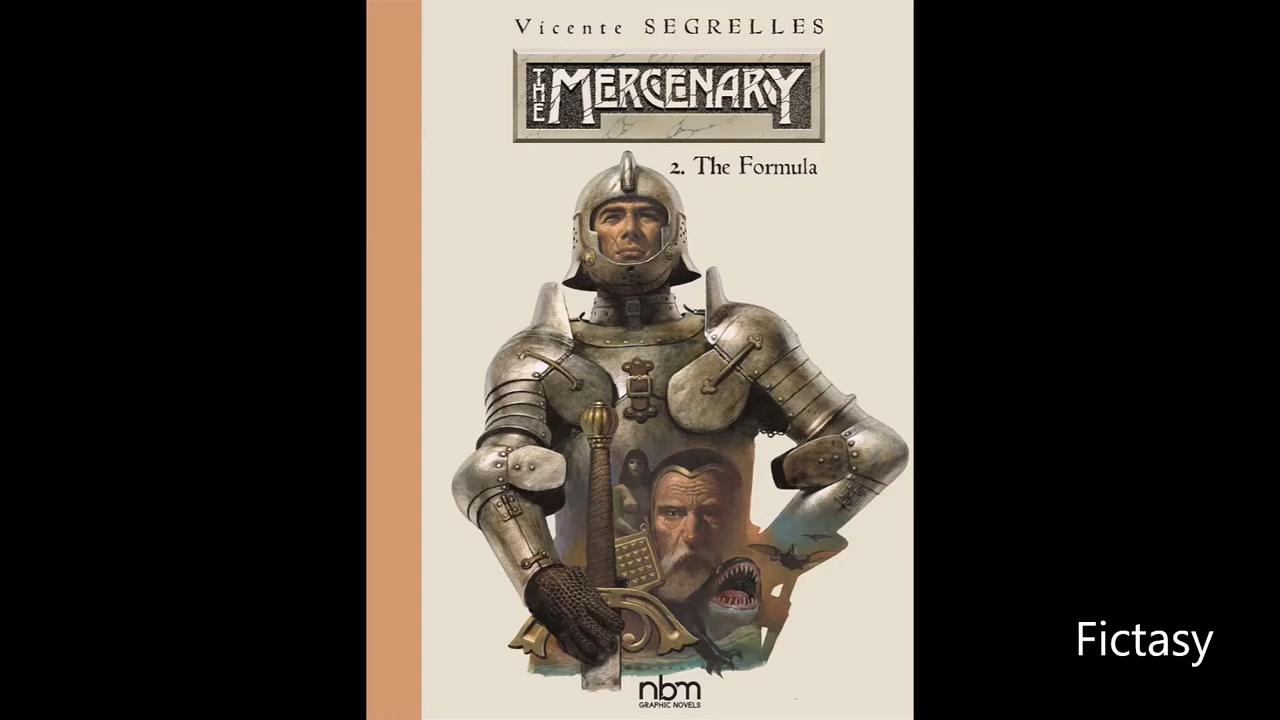 Vicente SEGRELLES
THE MERCENARY
2. The Formula
nbm
GRAPHIC NOVELS
Fictasy